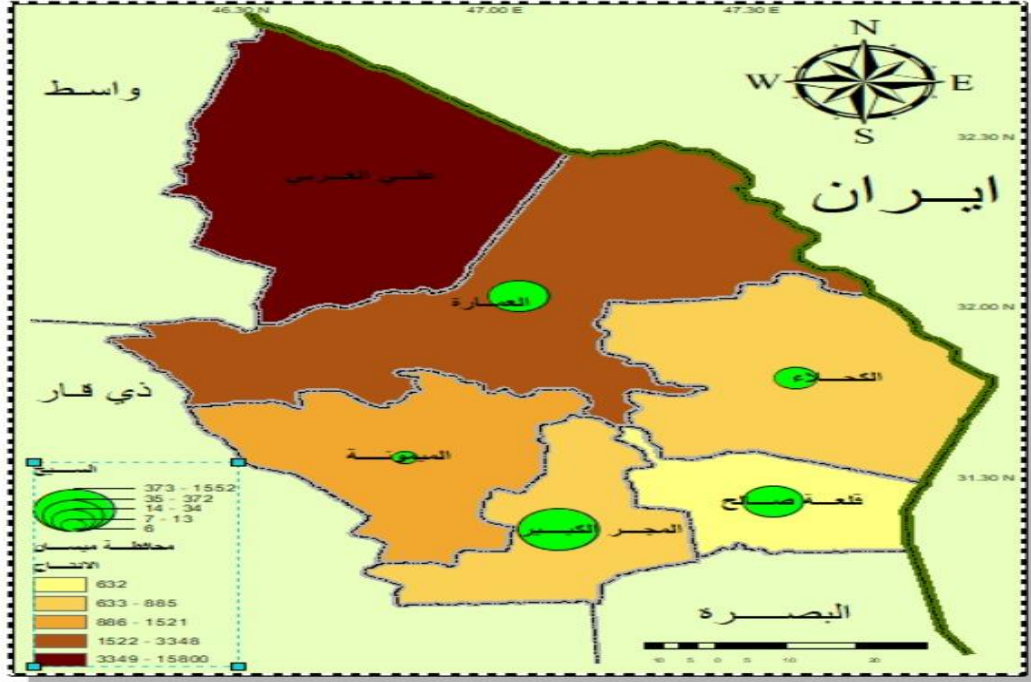 46.30 N
47.00 E
47.30 E
N
W
E
S
واسط
32.30 N
علي الغربي
ايران
العمارة
32.00 N
الكحلاء
ذي قار
الميمونة
31.30 N
قلعة صالح
المجر الكبير
373 - 1552
35 - 372
14 - 34
7 - 13
6
محافظة ميسان
الانتاج
632
633 - 885
886 - 1521
1522 - 3348
3349 - 15800
البصرة
10 5 0 5 10 20